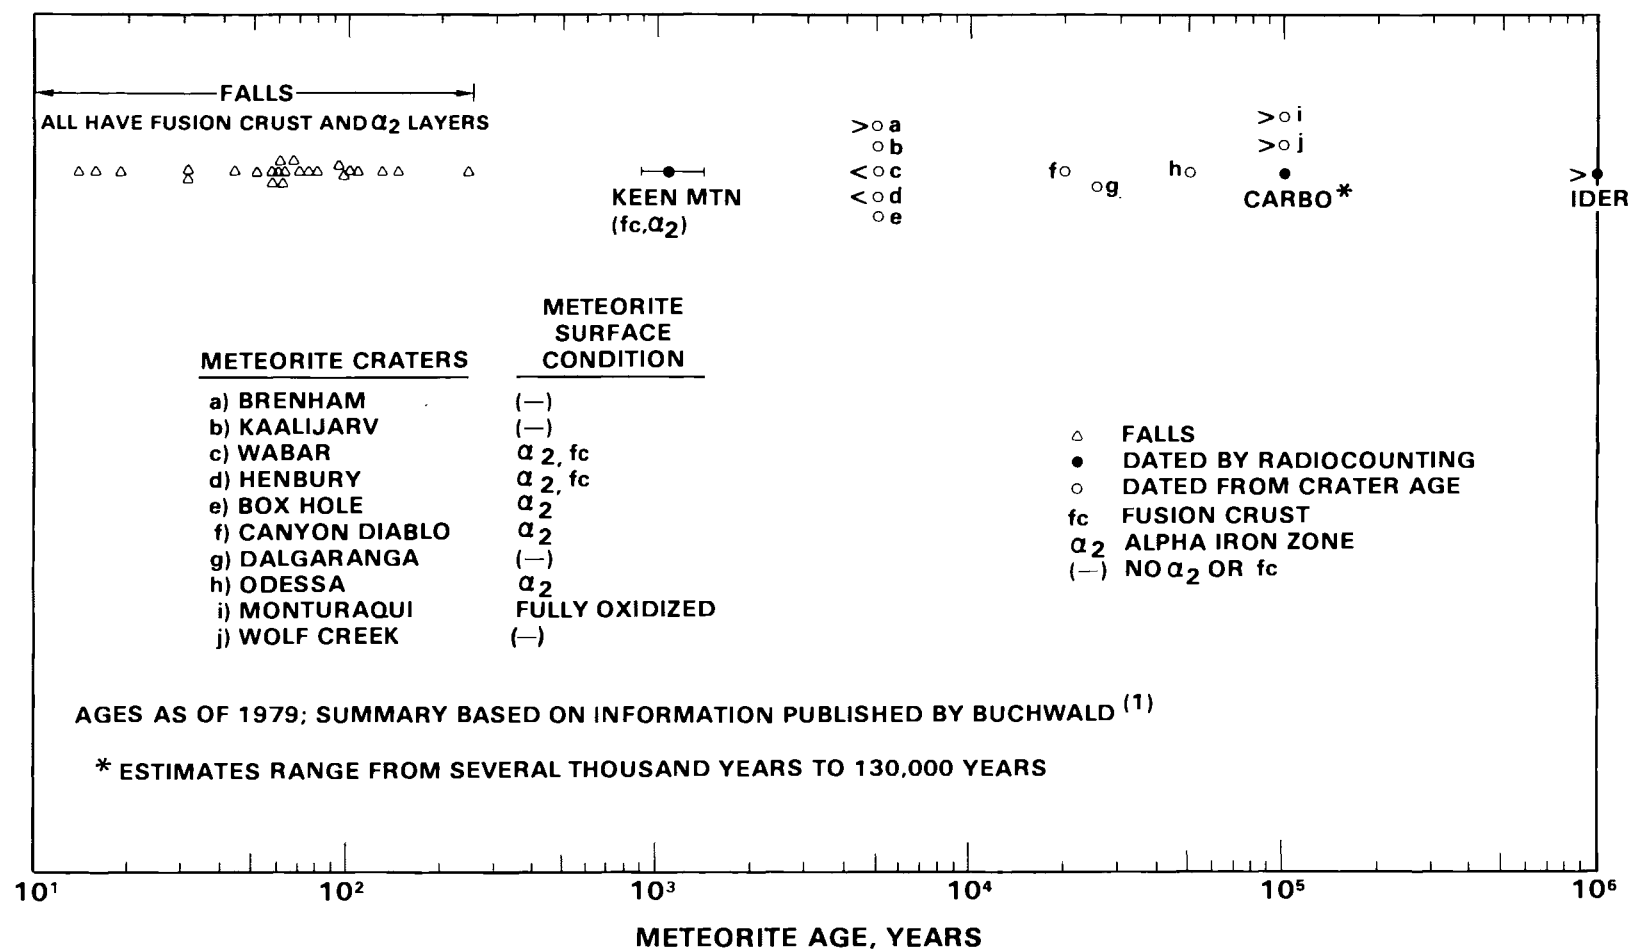 FALLS
ALL HAVE FUSION CRUST AND α₂ LAYERS
> a
b
< c
< d
e
KEEN MTN
(fc,α₂)
f
g
h
> i
> j
CARBO*
>
IDER
METEORITE CRATERS
METEORITE
SURFACE
CONDITION
a) BRENHAM (—)
b) KAALIJARV (—)
c) WABAR α₂, fc
d) HENBURY α₂, fc
e) BOX HOLE α₂
f) CANYON DIABLO α₂
g) DALGARANGA (—)
h) ODESSA α₂
i) MONTURAQUI FULLY OXIDIZED
j) WOLF CREEK (—)
△ FALLS
● DATED BY RADIOCOUNTING
○ DATED FROM CRATER AGE
fc FUSION CRUST
α₂ ALPHA IRON ZONE
(—) NO α₂ OR fc
AGES AS OF 1979; SUMMARY BASED ON INFORMATION PUBLISHED BY BUCHWALD (1)
* ESTIMATES RANGE FROM SEVERAL THOUSAND YEARS TO 130,000 YEARS
10¹ 10² 10³ 10⁴ 10⁵ 10⁶
METEORITE AGE, YEARS